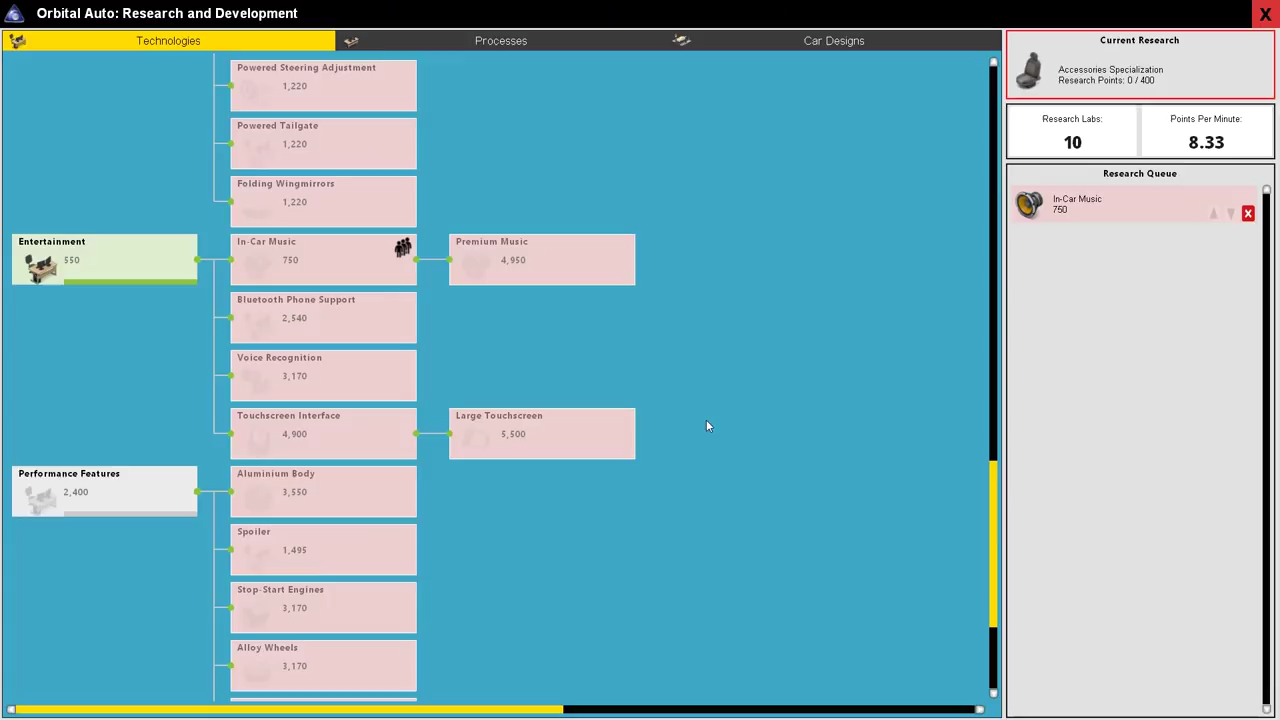 Orbital Auto: Research and Development
X
Technologies
Processes
Car Designs
Powered Steering Adjustment
1,220
Powered Tailgate
1,220
Folding Wingmirrors
1,220
Entertainment
550
In-Car Music
750
Premium Music
4,950
Bluetooth Phone Support
2,540
Voice Recognition
3,170
Touchscreen Interface
4,900
Large Touchscreen
5,500
Performance Features
2,400
Aluminium Body
3,550
Spoiler
1,495
Stop-Start Engines
3,170
Alloy Wheels
3,170
Current Research
Accessories Specialization
Research Points: 0 / 400
Research Labs:
10
Points Per Minute:
8.33
Research Queue
In-Car Music
750
X